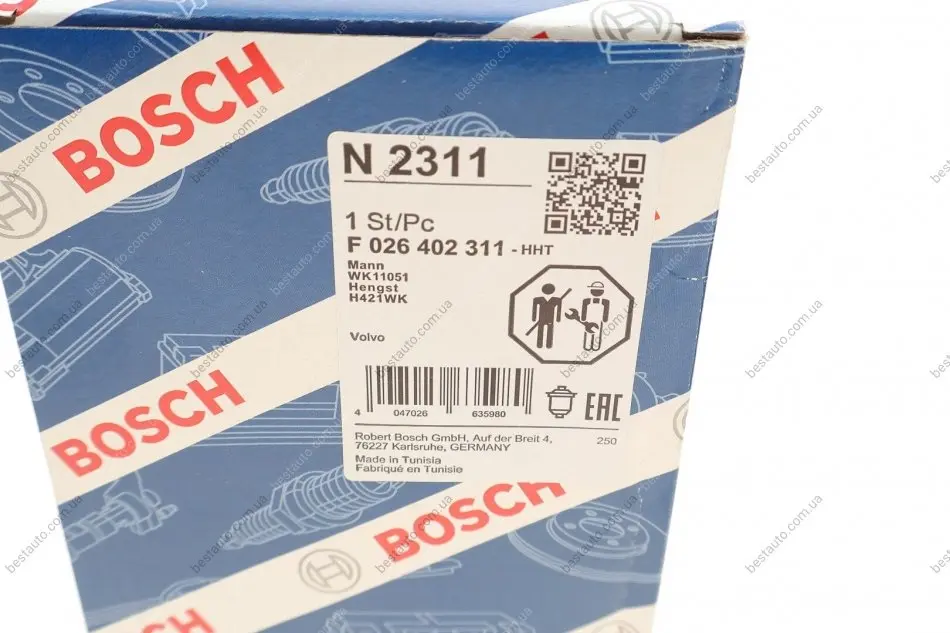 BOSCH
N 2311
1 St/Pc
F 026 402 311 - HHT
Mann
WK11051
Hengst
H421WK
Volvo
4 047026 635980
EAC
Robert Bosch GmbH, Auf der Breit 4,
76227 Karlsruhe, GERMANY
250
Made in Tunisia
Fabriqué en Tunisie
BOSCH
BOSCH
BOSCH
bestauto.com.ua